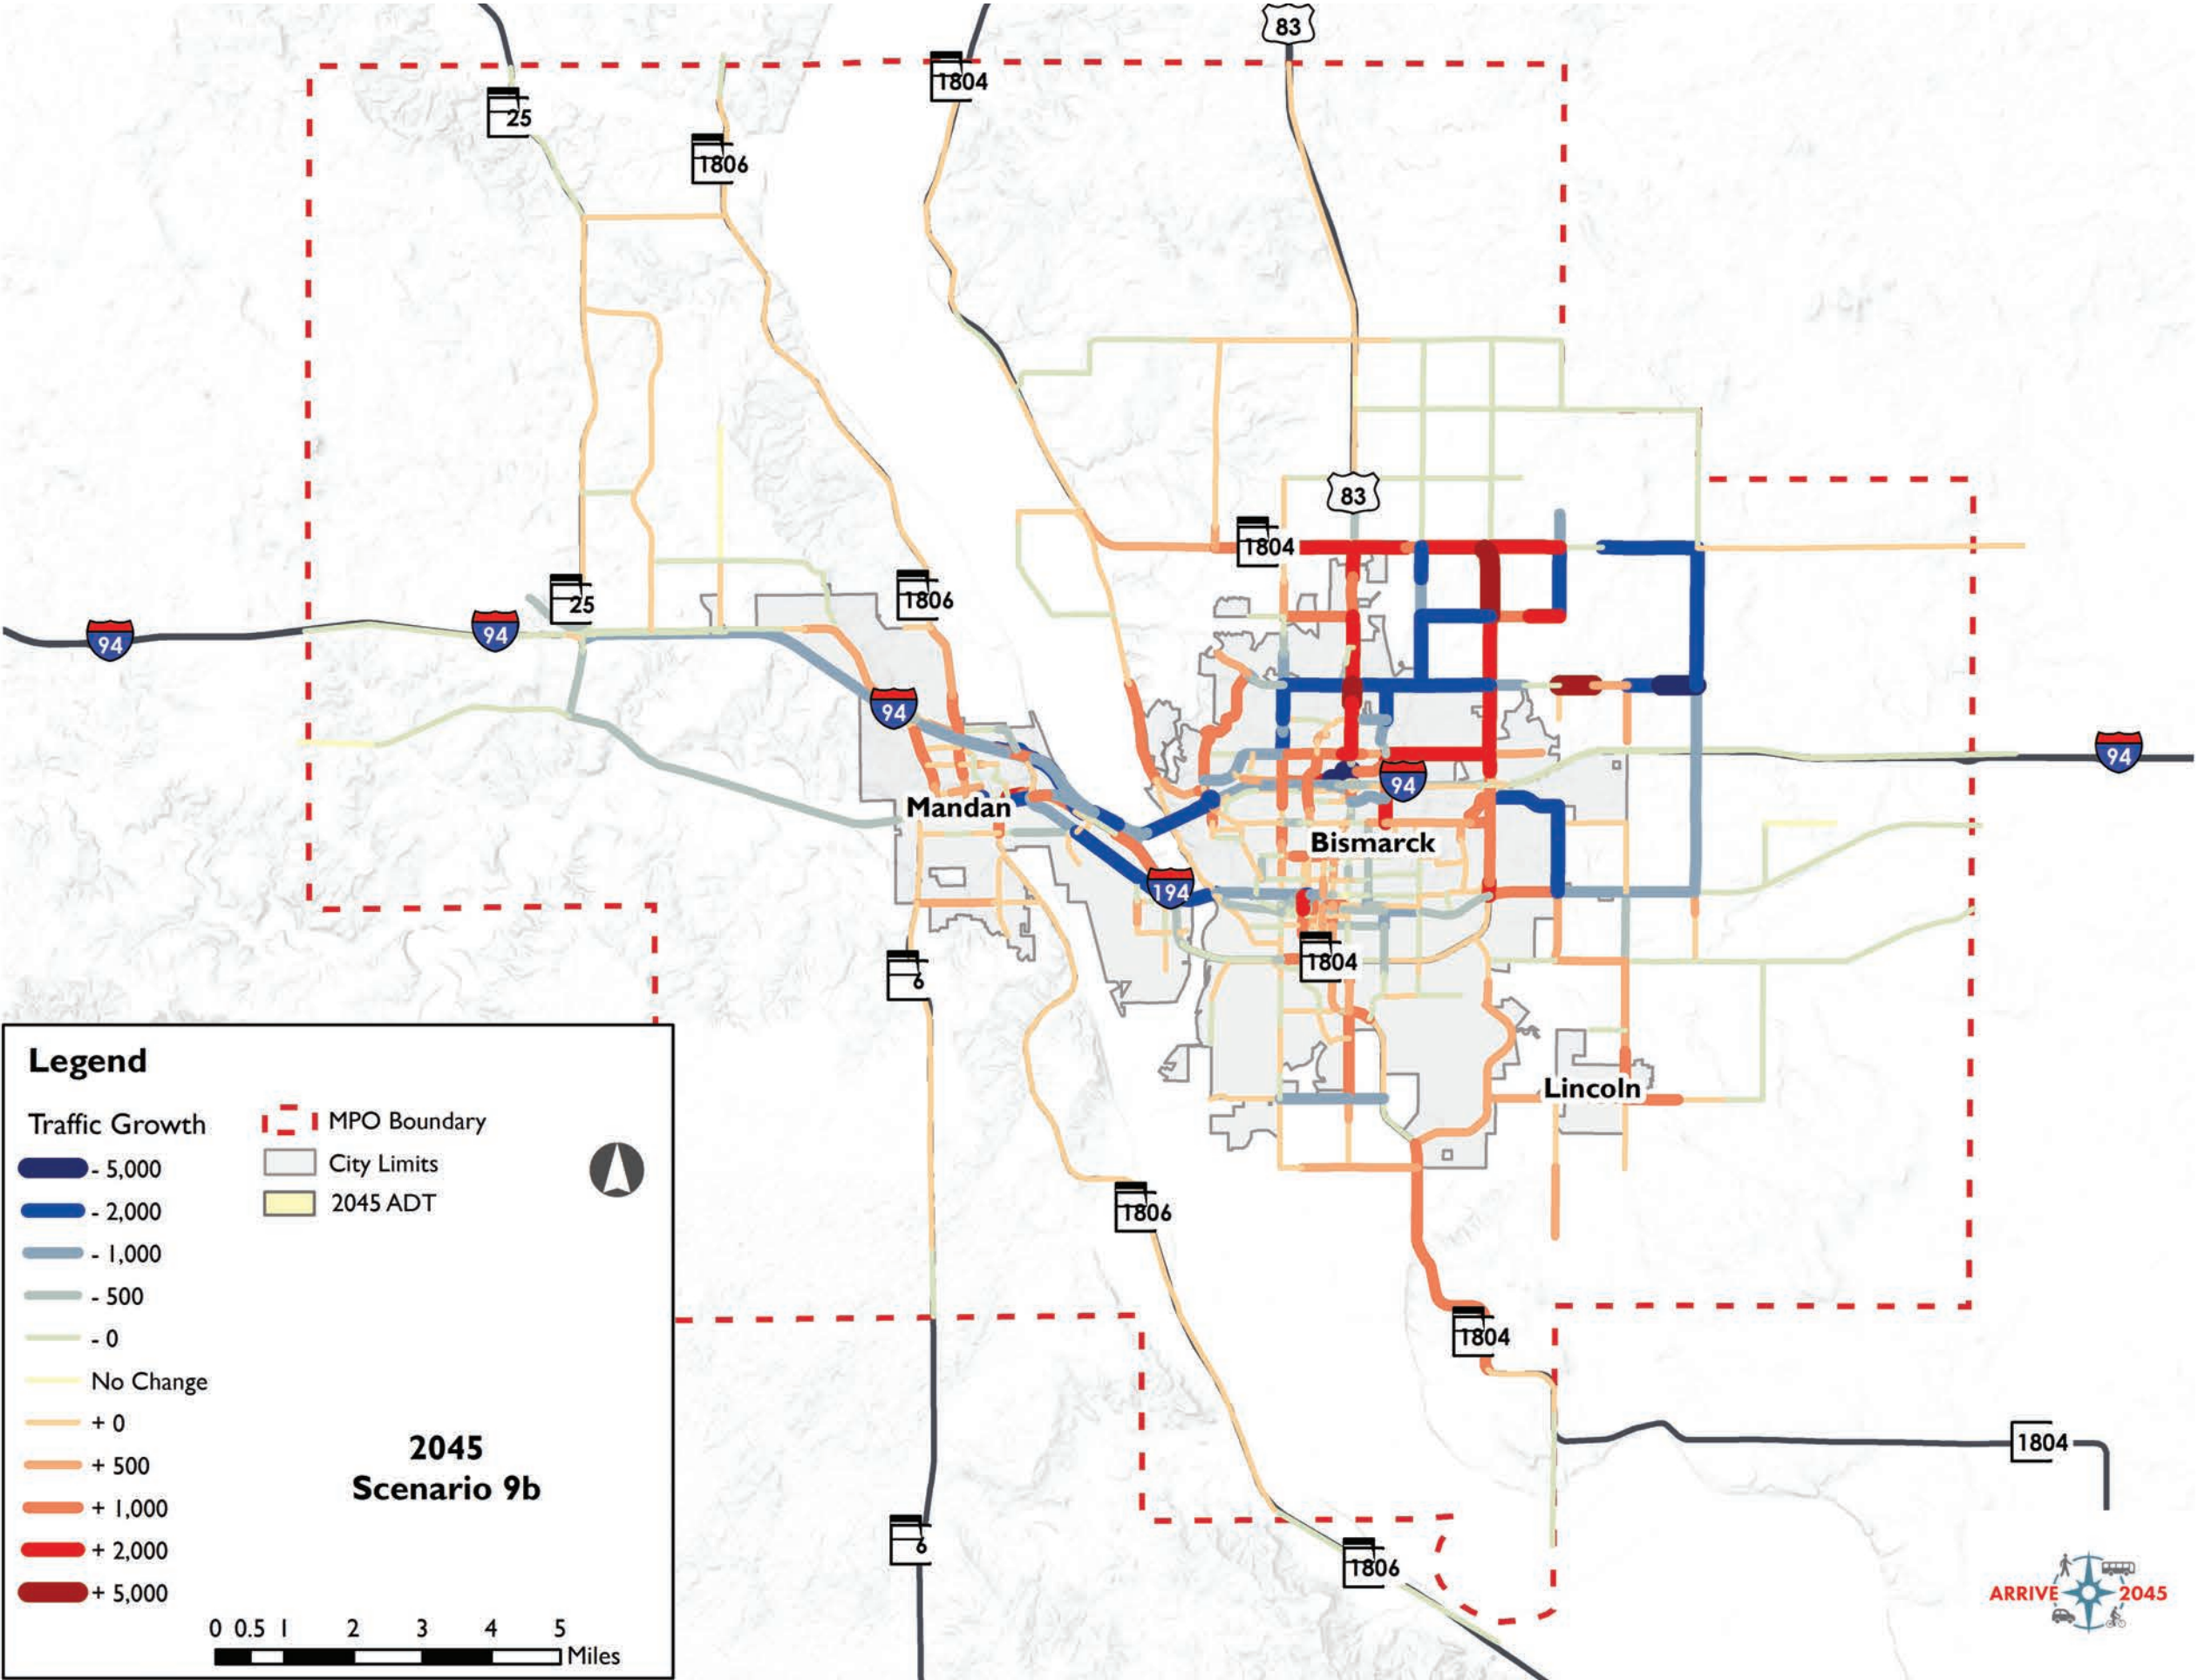 83
1804
25
1806
83
1804
25
1806
94
94
94
94
94
Mandan
Bismarck
194
1804
6
Lincoln
Legend
Traffic Growth
- 5,000
- 2,000
- 1,000
- 500
- 0
No Change
+ 0
+ 500
+ 1,000
+ 2,000
+ 5,000
MPO Boundary
City Limits
2045 ADT
2045
Scenario 9b
0 0.5 1 2 3 4 5
Miles
1806
1804
1804
6
1806
ARRIVE 2045